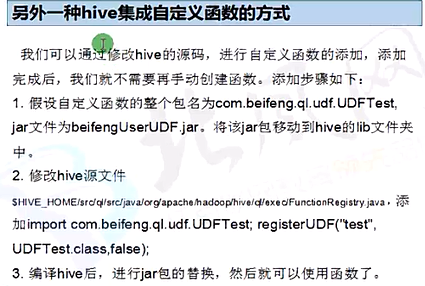 另外一种hive集成自定义函数的方式
我们可以通过修改hive的源码，进行自定义函数的添加，添加
完成后，我们就不需要再手动创建函数。添加步骤如下：
1. 假设自定义函数的整个包名为com.beifeng.ql.udf.UDFTest,
jar文件为beifengUserUDF.jar。将该jar包移动到hive的lib文件夹
中。
2. 修改hive源文件
$HIVE_HOME/src/ql/src/java/org/apache/hadoop/hive/ql/exec/FunctionRegistry.java，添
加import com.beifeng.ql.udf.UDFTest; registerUDF("test",
UDFTest.class,false);
3. 编译hive后，进行jar包的替换，然后就可以使用函数了。